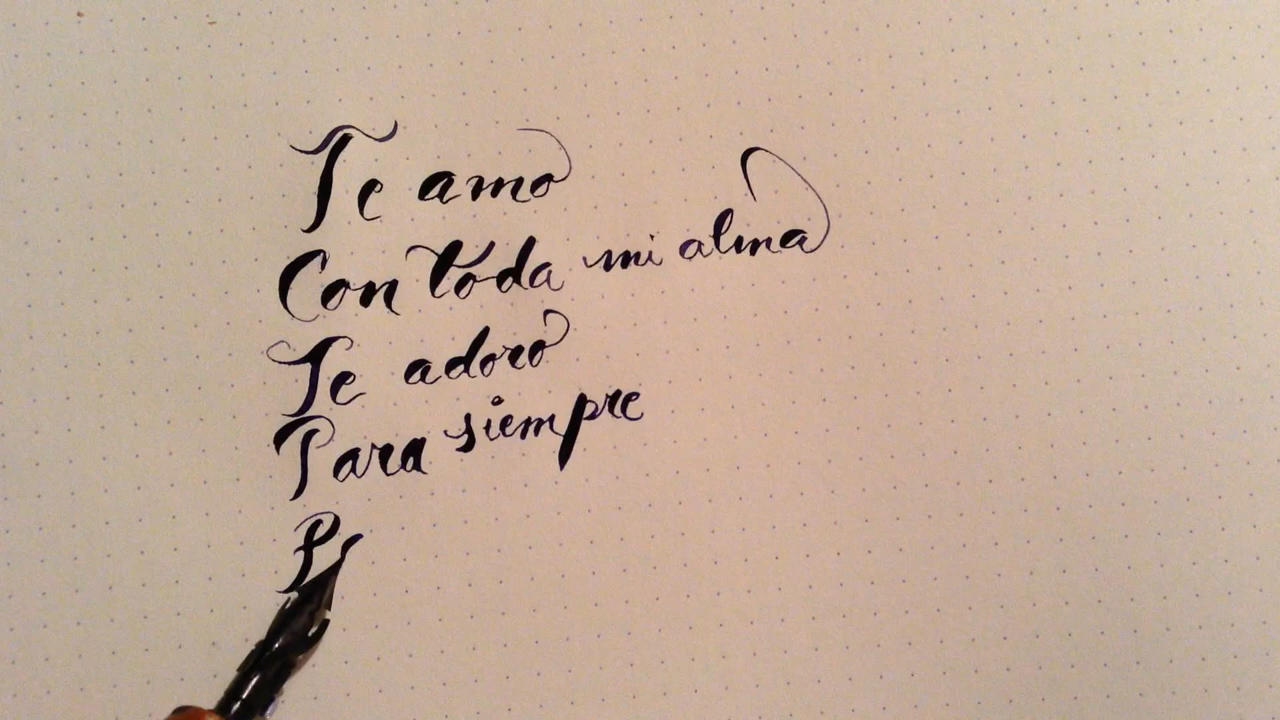 Te amo
Con toda mi alma
Te adoro
Para siempre
P